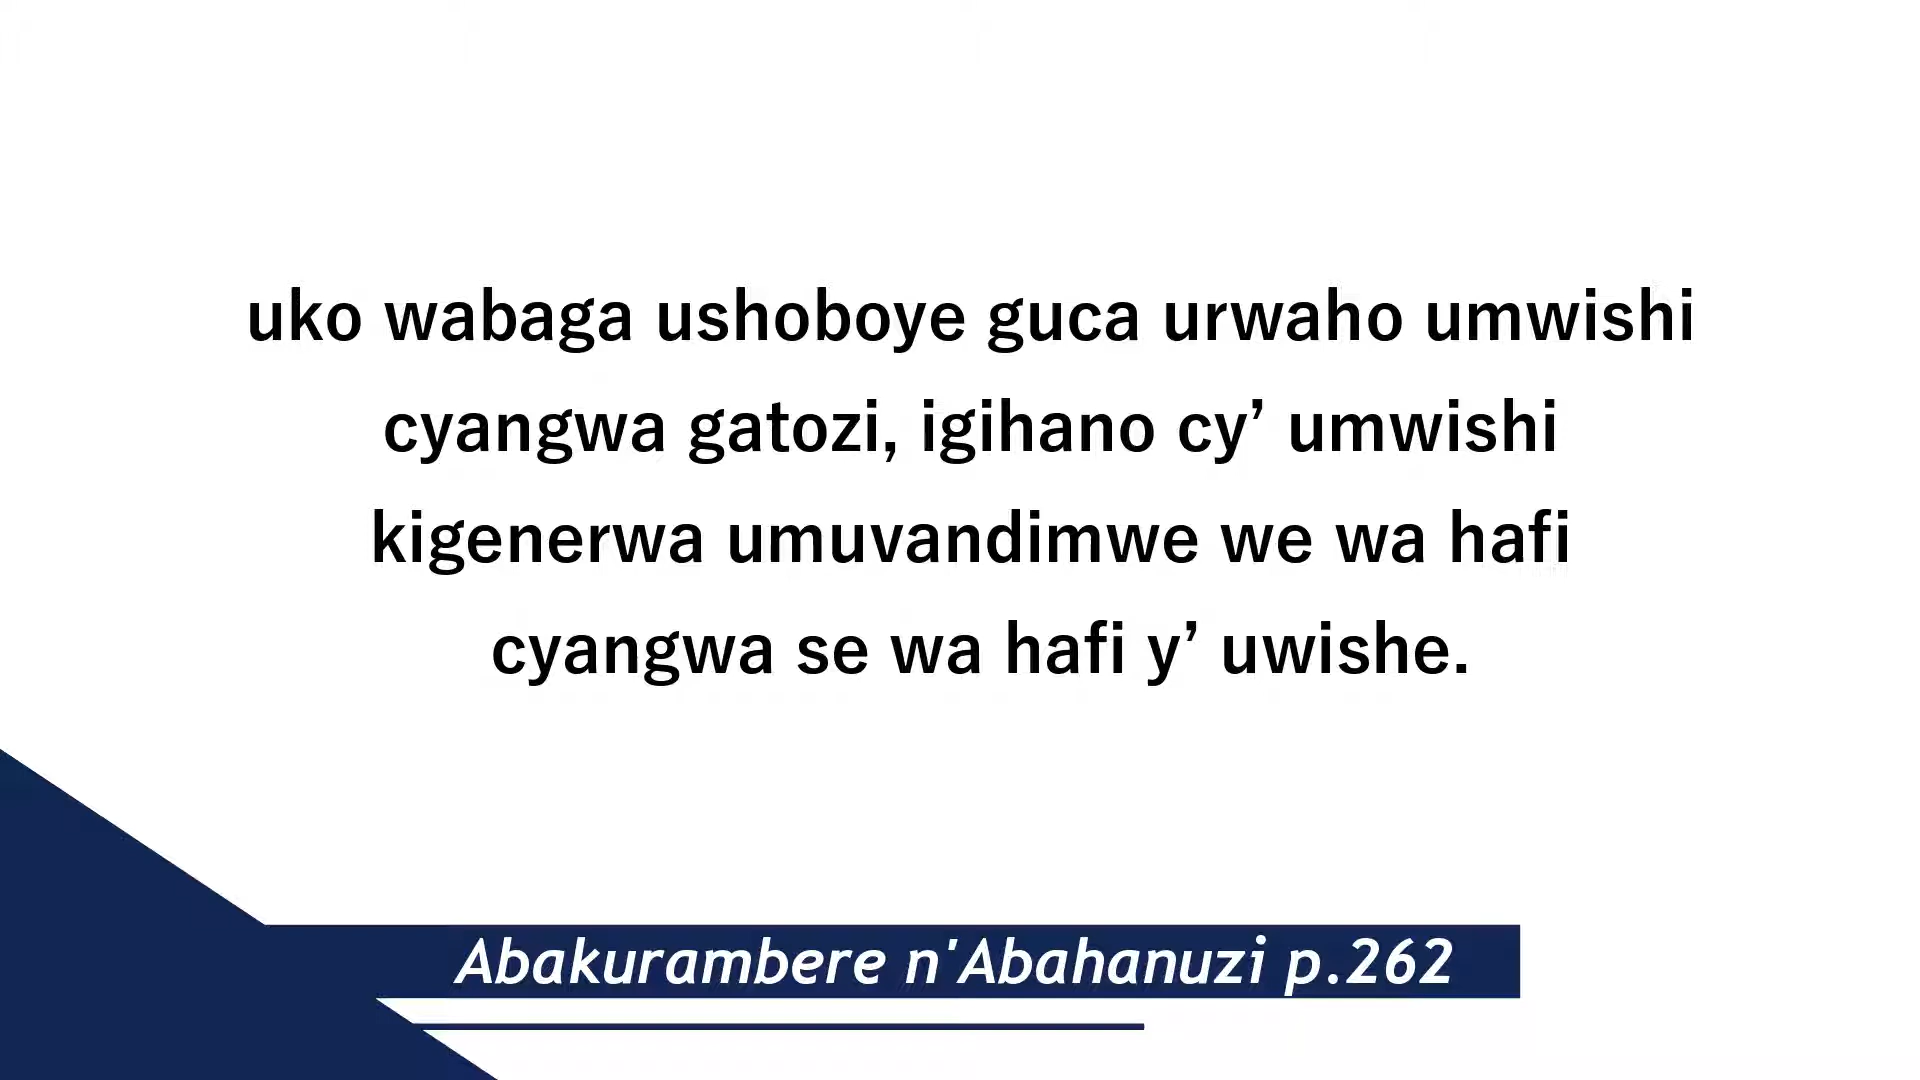 uko wabaga ushoboye guca urwaho umwishi
cyangwa gatozi, igihano cy’ umwishi
kigenerwa umuvandimwe we wa hafi
cyangwa se wa hafi y’ uwishe.
Abakurambere n'Abahanuzi p.262